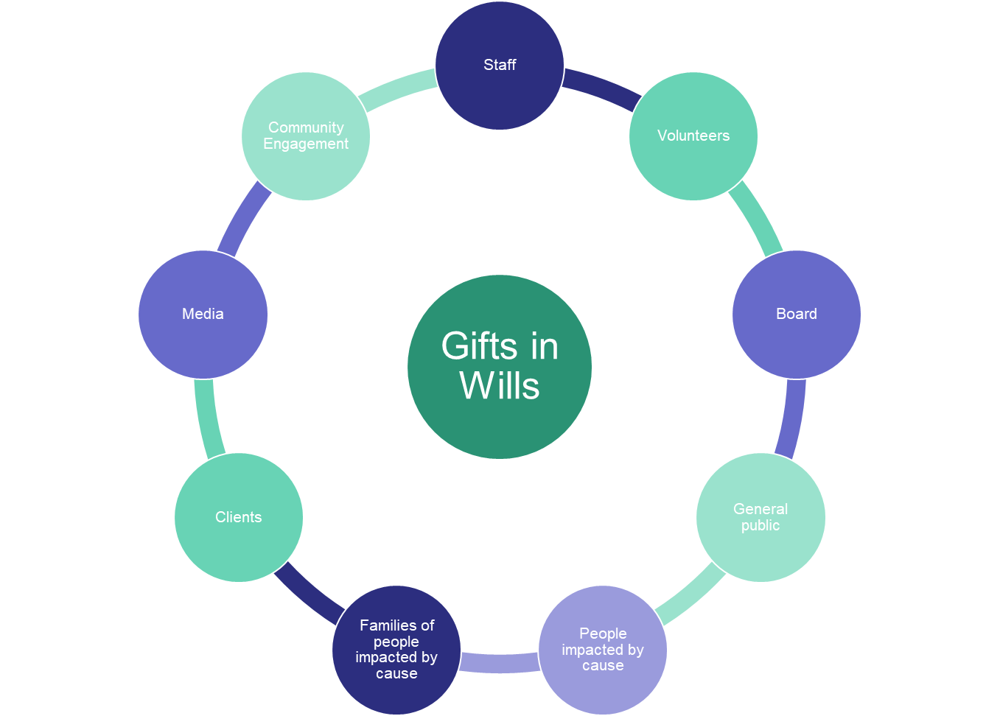 Staff
Community
Engagement
Volunteers
Media
Board
Gifts in
Wills
Clients
General
public
Families of
people
impacted by
cause
People
impacted by
cause